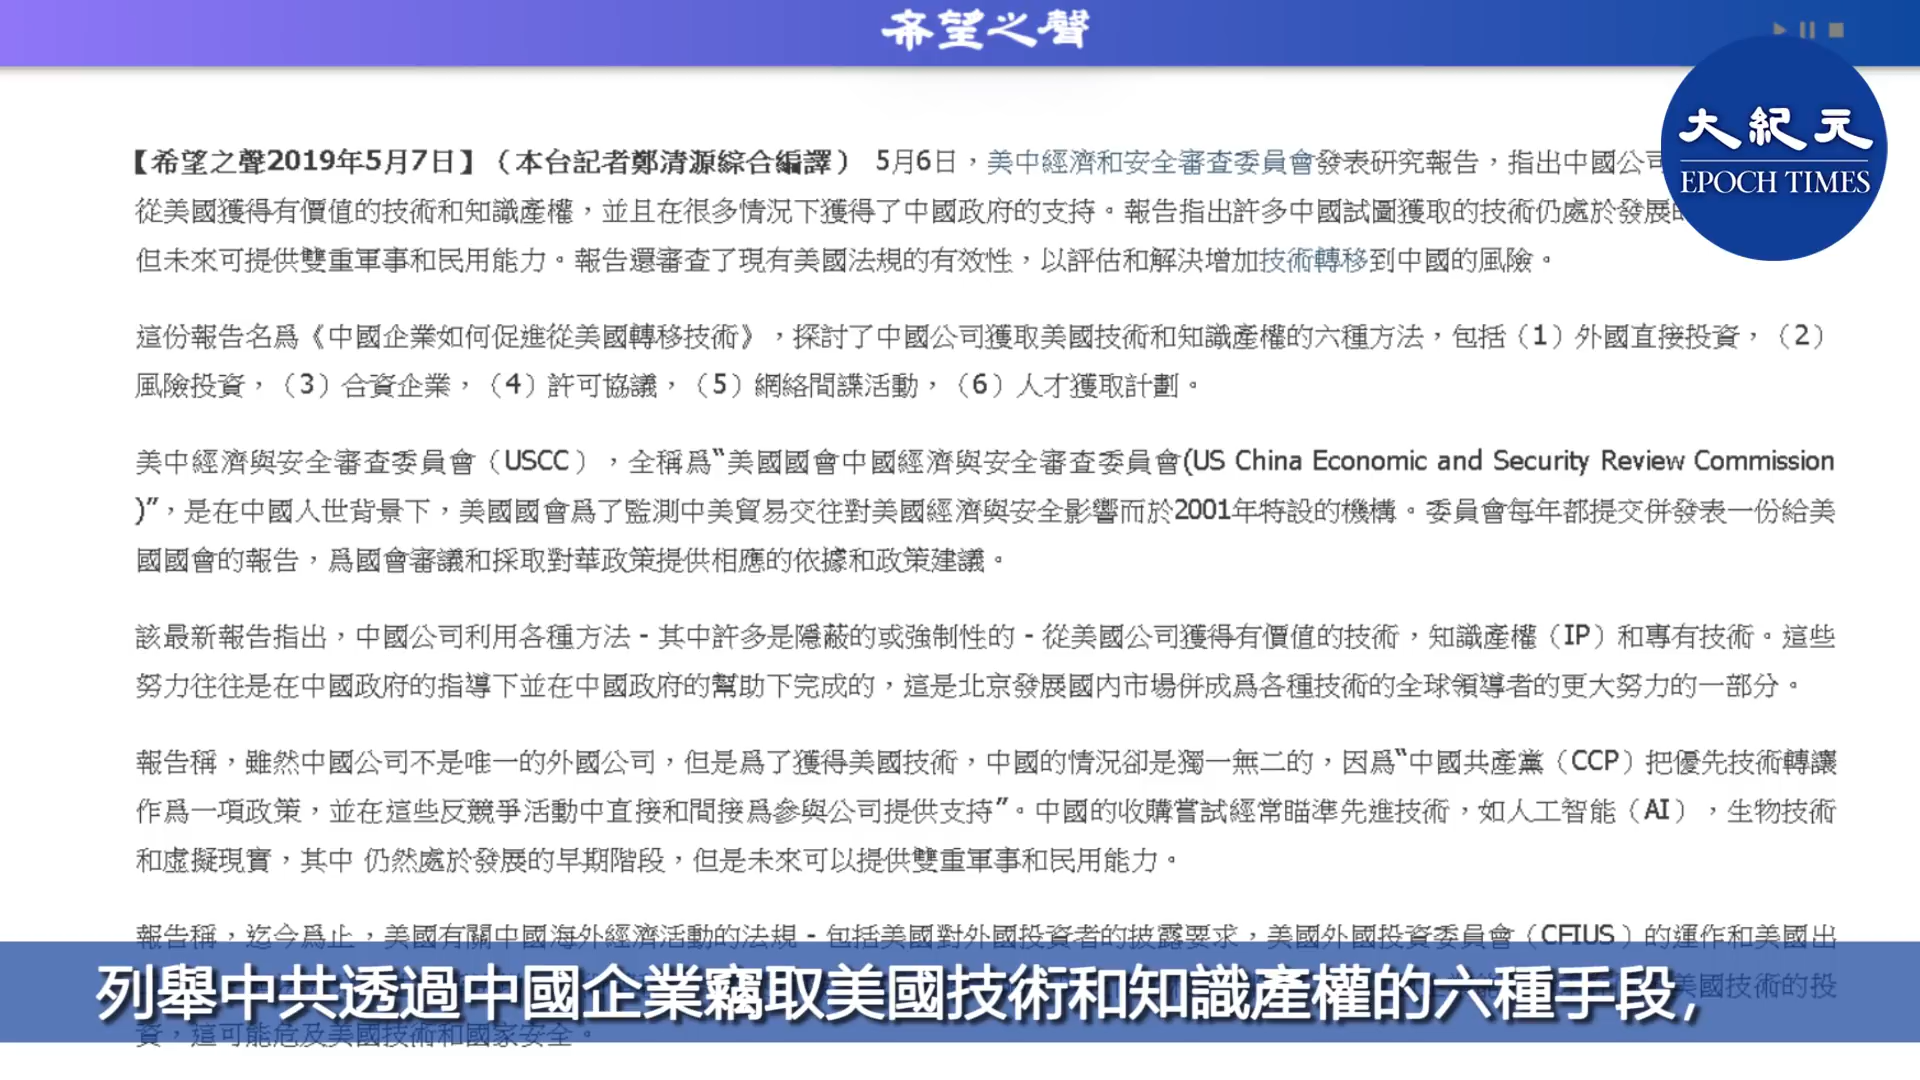 希望之聲
大紀元
EPOCH TIMES
【希望之聲2019年5月7日】（本台記者鄭清源綜合編譯） 5月6日，美中經濟和安全審查委員會發表研究報告，指出中國公司
從美國獲得有價值的技術和知識產權，並且在很多情況下獲得了中國政府的支持。報告指出許多中國試圖獲取的技術仍處於發展
但未來可提供雙重軍事和民用能力。報告還審查了現有美國法規的有效性，以評估和解決增加技術轉移到中國的風險。
這份報告名爲《中國企業如何促進從美國轉移技術》，探討了中國公司獲取美國技術和知識產權的六種方法，包括（1）外國直接投資，（2）
風險投資，（3）合資企業，（4）許可協議，（5）網絡間諜活動，（6）人才獲取計劃。
美中經濟與安全審查委員會（USCC），全稱爲“美國國會中國經濟與安全審查委員會(US China Economic and Security Review Commission
)”，是在中國入世背景下，美國國會爲了監測中美貿易交往對美國經濟與安全影響而於2001年特設的機構。委員會每年都提交併發表一份給美
國國會的報告，爲國會審議和採取對華政策提供相應的依據和政策建議。
該最新報告指出，中國公司利用各種方法 - 其中許多是隱蔽的或強制性的 - 從美國公司獲得有價值的技術，知識產權（IP）和專有技術。這些
努力往往是在中國政府的指導下並在中國政府的幫助下完成的，這是北京發展國內市場併成爲各種技術的全球領導者的更大努力的一部分。
報告稱，雖然中國公司不是唯一的外國公司，但是爲了獲得美國技術，中國的情況卻是獨一無二的，因爲“中國共產黨（CCP）把優先技術轉讓
作爲一項政策，並在這些反競爭活動中直接和間接爲參與公司提供支持”。中國的收購嘗試經常瞄準先進技術，如人工智能（AI），生物技術
和虛擬現實，其中 仍然處於發展的早期階段，但是未來可以提供雙重軍事和民用能力。
報告稱，迄今爲止，美國有關中國海外經濟活動的法規 - 包括美國對外國投資者的披露要求，美國外國投資委員會（CFIUS）的運作和美國出
美國技術的投
資，這可能危及美國技術和國家安全。
列舉中共透過中國企業竊取美國技術和知識產權的六種手段，